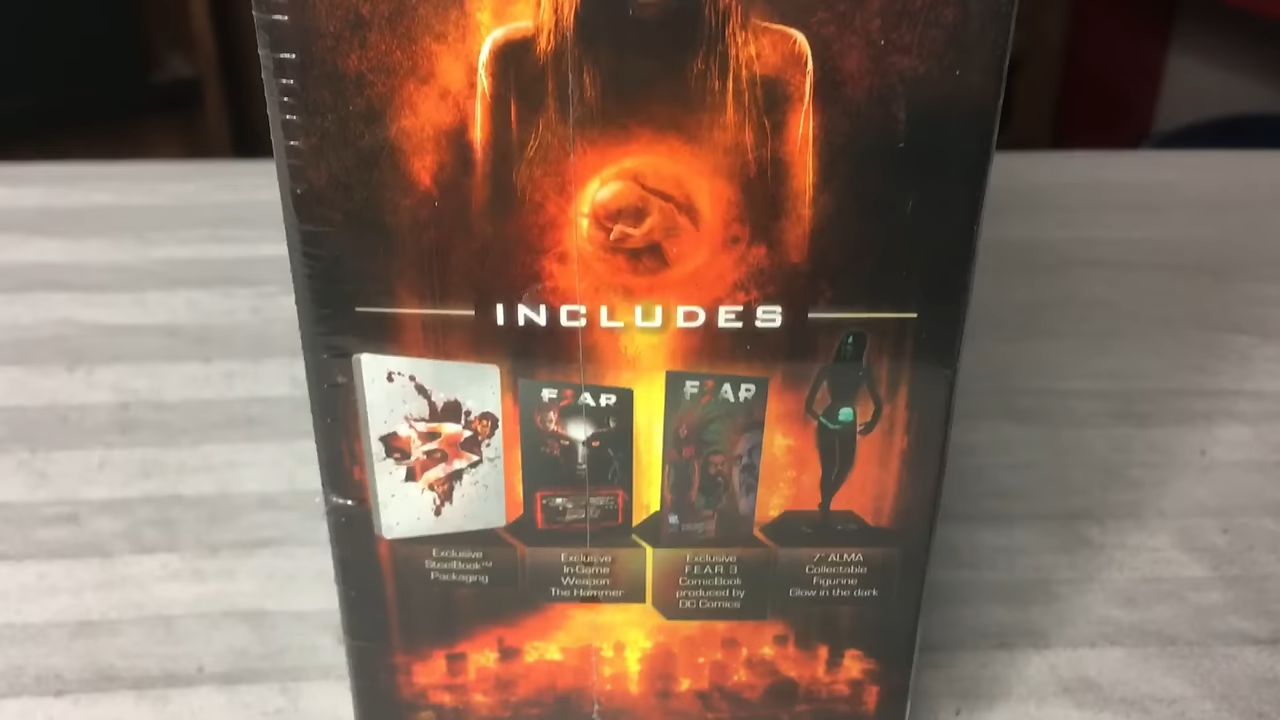 INCLUDES
F3AR
F3AR
Exclusive
SteelBook™
Packaging
Exclusive
In-Game
Weapon:
The Hammer
Exclusive
F.E.A.R. 3
ComicBook
produced by
DC Comics
7" ALMA
Collectable
Figurine
Glow in the dark